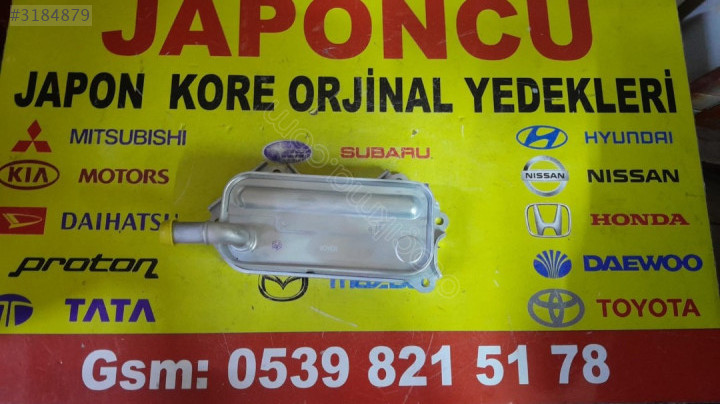 #3184879
JAPONCU
JAPON KORE ORJİNAL YEDEKLERİ
MITSUBISHI
SUBARU
HYUNDAI
KIA MOTORS
NISSAN NISSAN
DAIHATSU
HONDA
proton
DAEWOO
TATA
TOYOTA
Gsm: 0539 821 51 78